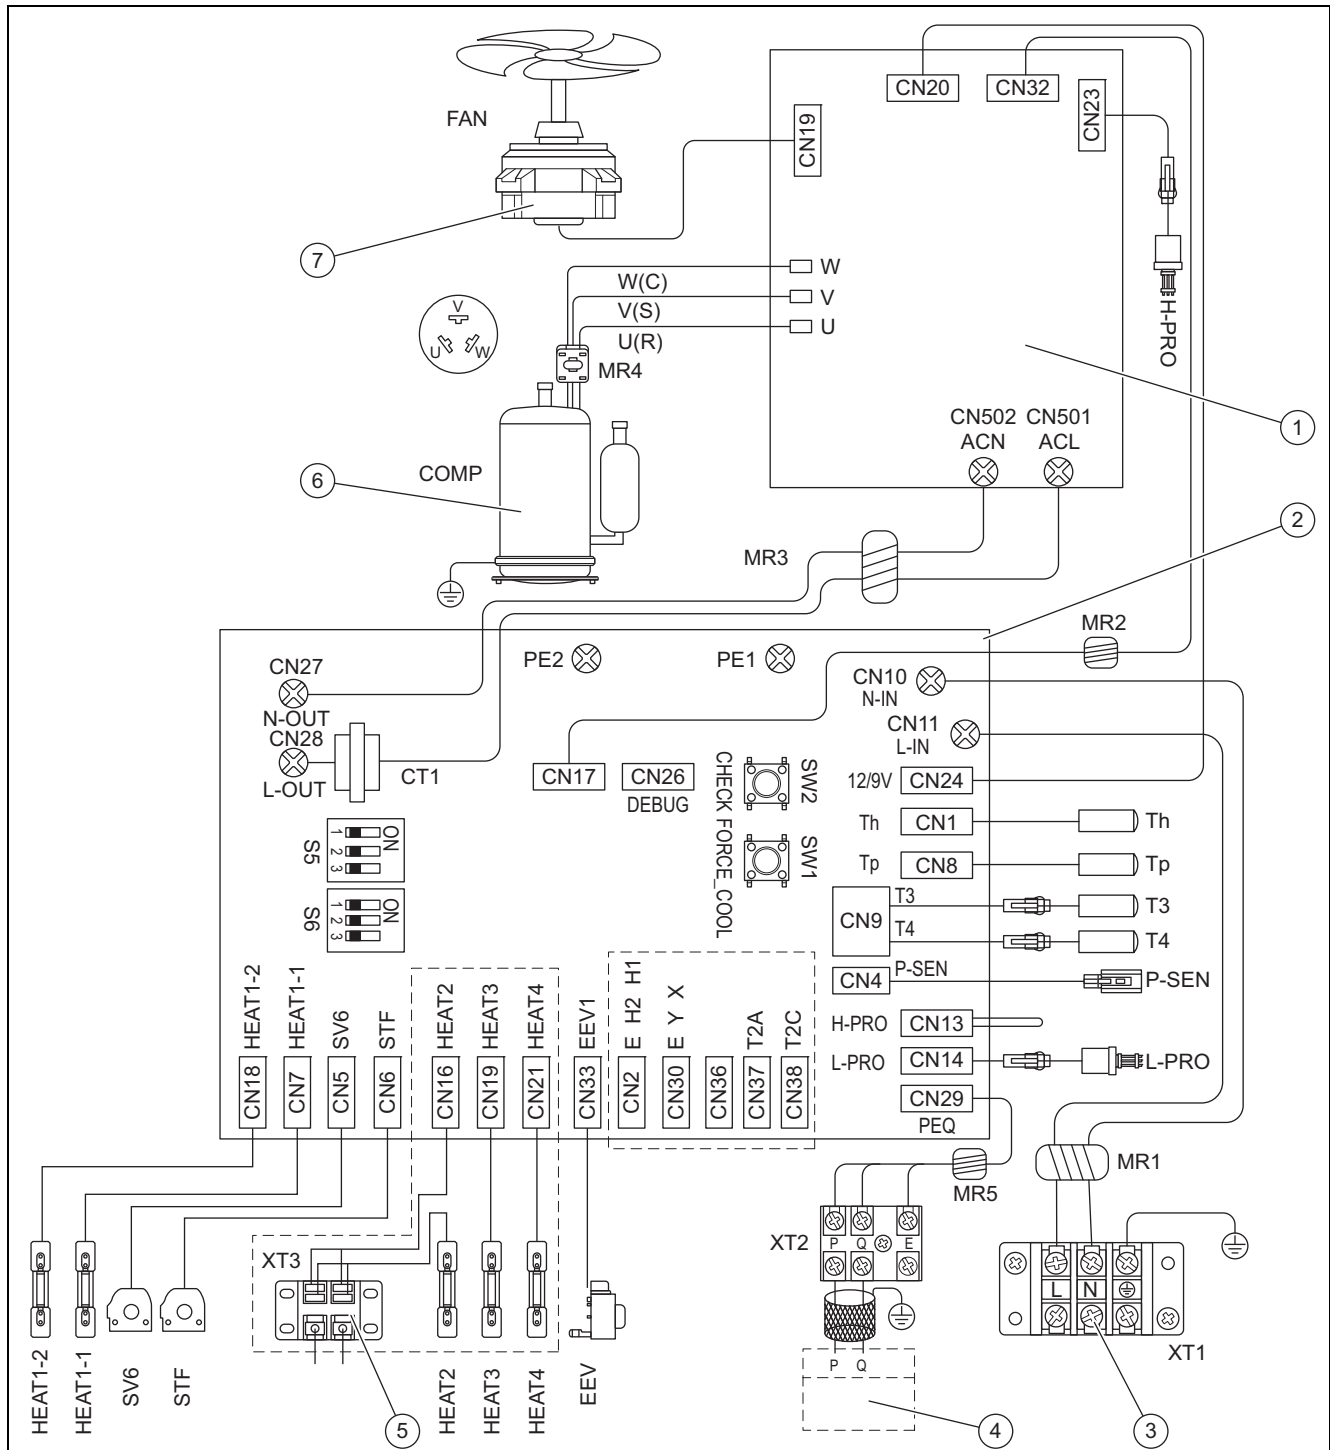 CN20
CN32
CN23
CN19
FAN
H-PRO
7
W
W(C)
V
V(S)
U
U(R)
V
U
W
MR4
1
CN502
ACN
CN501
ACL
COMP
6
2
MR3
MR2
CN27
N-OUT
CN28
L-OUT
CT1
PE2
PE1
CN10
N-IN
CN11
L-IN
CN17
CN26
DEBUG
CHECK FORCE_COOL
SW2
SW1
12/9V
CN24
Th
CN1
Th
Tp
CN8
Tp
CN9
T3
T3
T4
T4
CN4
P-SEN
P-SEN
H-PRO
CN13
L-PRO
CN14
L-PRO
CN29
PEQ
S5
1
2
3
ON
S6
1
2
3
ON
HEAT1-2
HEAT1-1
SV6
STF
HEAT2
HEAT3
HEAT4
EEV1
E H2 H1
E Y X
T2A
T2C
CN18
CN7
CN5
CN6
CN16
CN19
CN21
CN33
CN2
CN30
CN36
CN37
CN38
MR5
MR1
XT2
P
Q
E
XT3
L
N
XT1
P
Q
HEAT1-2
HEAT1-1
SV6
STF
HEAT2
HEAT3
HEAT4
EEV
5
4
3